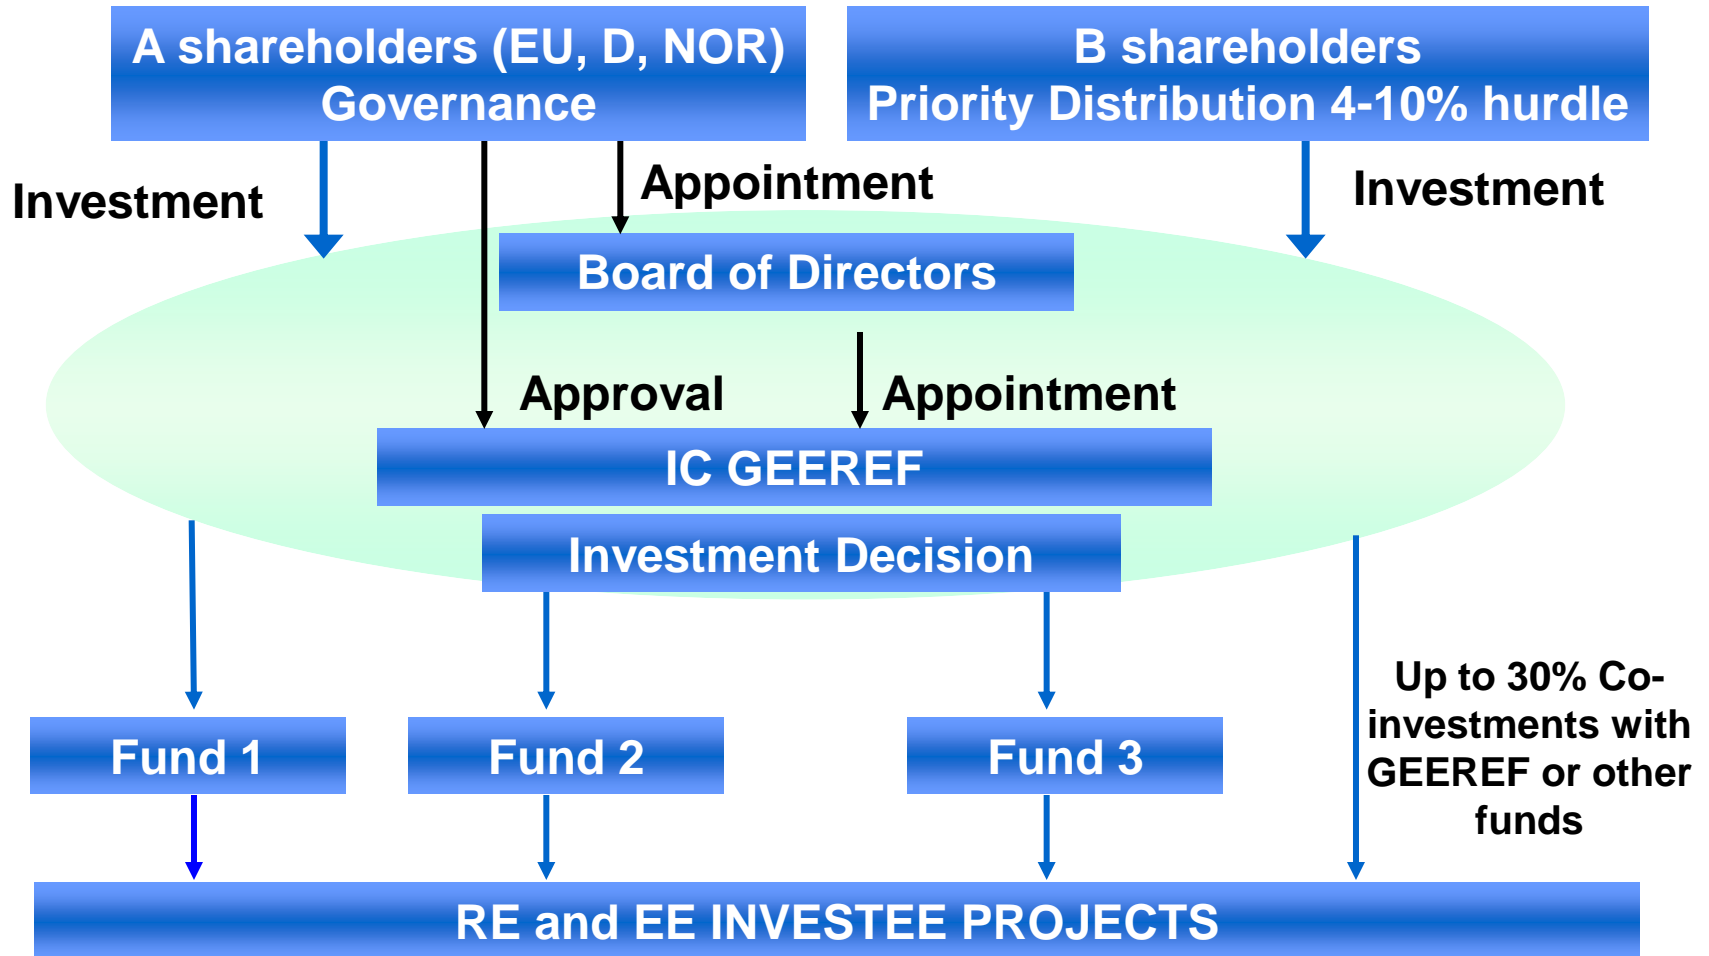 A shareholders (EU, D, NOR)
Governance
B shareholders
Priority Distribution 4-10% hurdle
Investment
Appointment
Investment
Board of Directors
Approval
Appointment
IC GEEREF
Investment Decision
Up to 30% Co-
investments with
GEEREF or other
funds
Fund 1
Fund 2
Fund 3
RE and EE INVESTEE PROJECTS